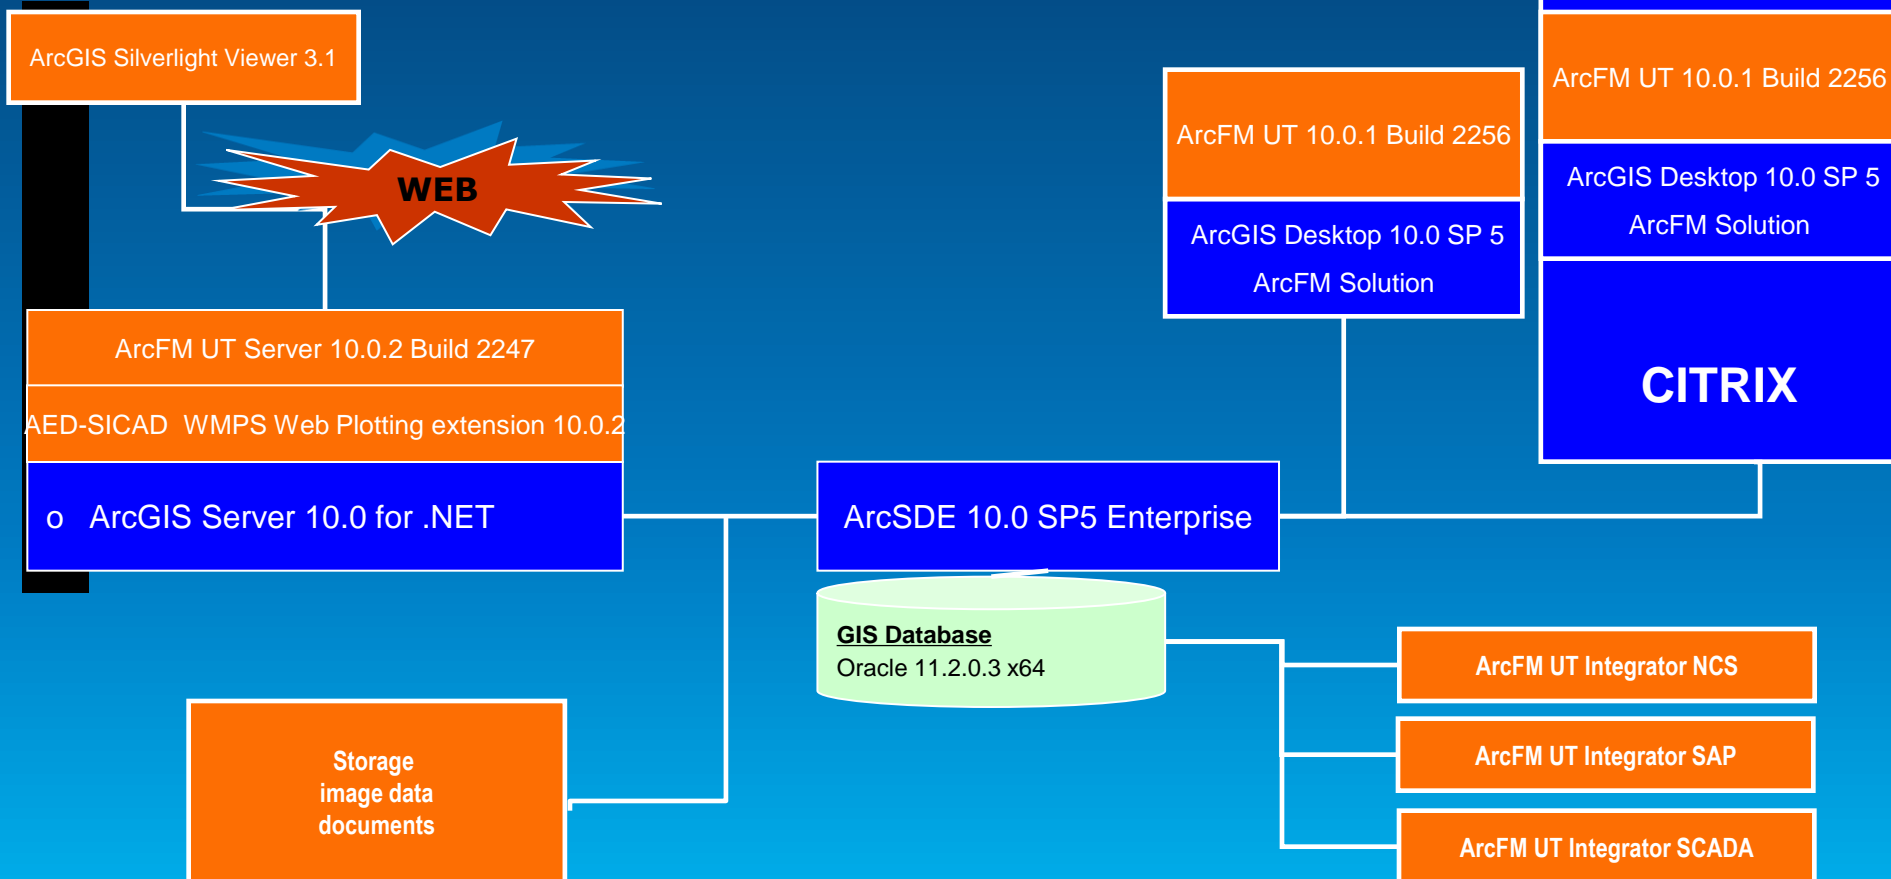 ArcGIS Silverlight Viewer 3.1
WEB
ArcFM UT Server 10.0.2 Build 2247
AED-SICAD WMPS Web Plotting extension 10.0.2
o ArcGIS Server 10.0 for .NET
ArcFM UT 10.0.1 Build 2256
ArcGIS Desktop 10.0 SP 5
ArcFM Solution
ArcFM UT 10.0.1 Build 2256
ArcGIS Desktop 10.0 SP 5
ArcFM Solution
CITRIX
ArcSDE 10.0 SP5 Enterprise
GIS Database
Oracle 11.2.0.3 x64
Storage
image data
documents
ArcFM UT Integrator NCS
ArcFM UT Integrator SAP
ArcFM UT Integrator SCADA